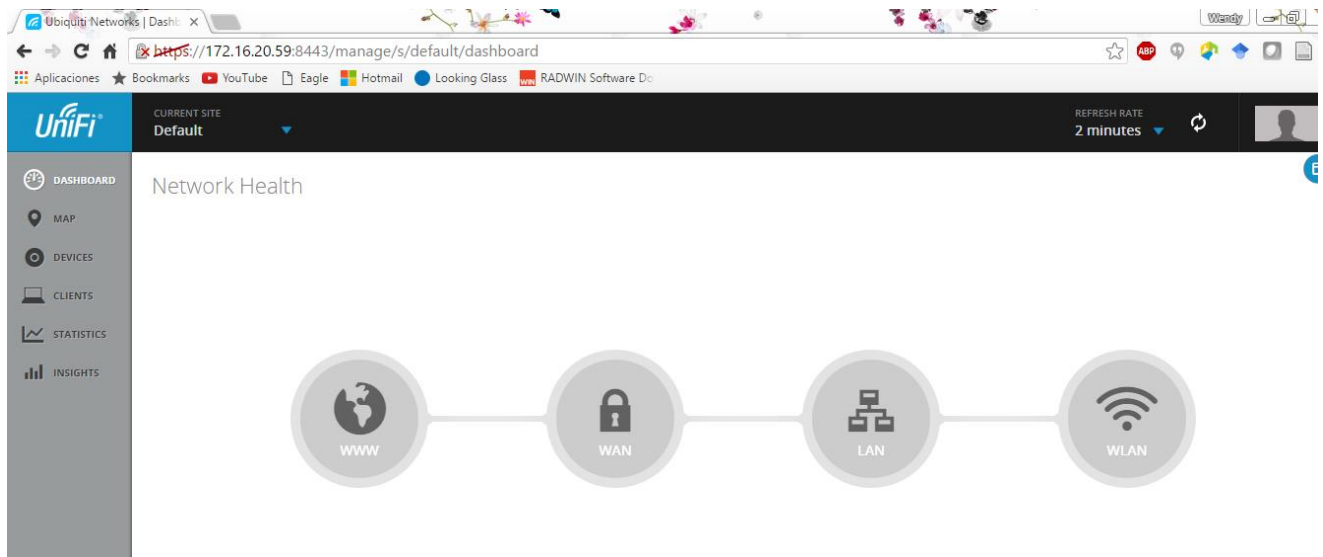 Ubiquiti Networks | Dashb
Wendy
https://172.16.20.59:8443/manage/s/default/dashboard
ABP
Aplicaciones Bookmarks YouTube Eagle Hotmail Looking Glass WIN RADWIN Software Do
UniFi
CURRENT SITE
Default
REFRESH RATE
2 minutes
DASHBOARD
Network Health
MAP
DEVICES
CLIENTS
STATISTICS
INSIGHTS
WWW WAN LAN WLAN